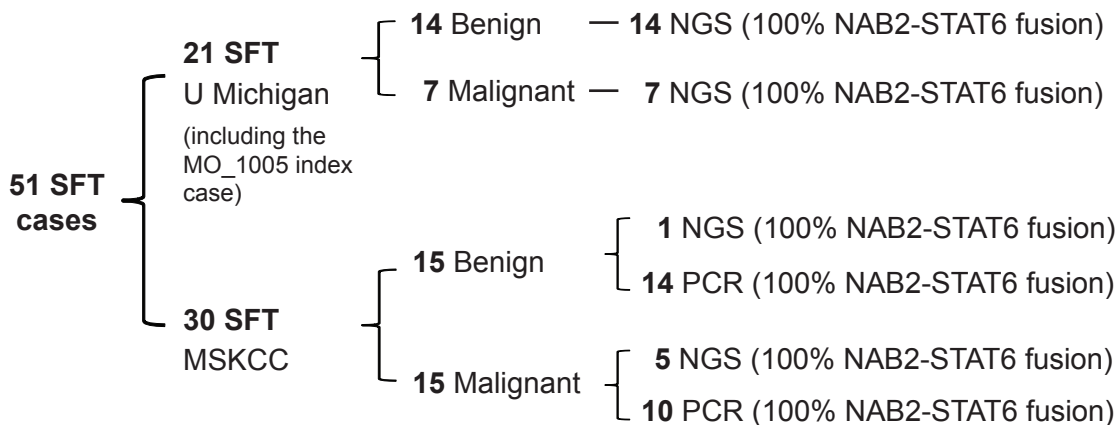 51 SFT
cases
21 SFT
U Michigan
(including the
MO_1005 index
case)
14 Benign — 14 NGS (100% NAB2-STAT6 fusion)
7 Malignant — 7 NGS (100% NAB2-STAT6 fusion)
30 SFT
MSKCC
15 Benign
1 NGS (100% NAB2-STAT6 fusion)
14 PCR (100% NAB2-STAT6 fusion)
15 Malignant
5 NGS (100% NAB2-STAT6 fusion)
10 PCR (100% NAB2-STAT6 fusion)